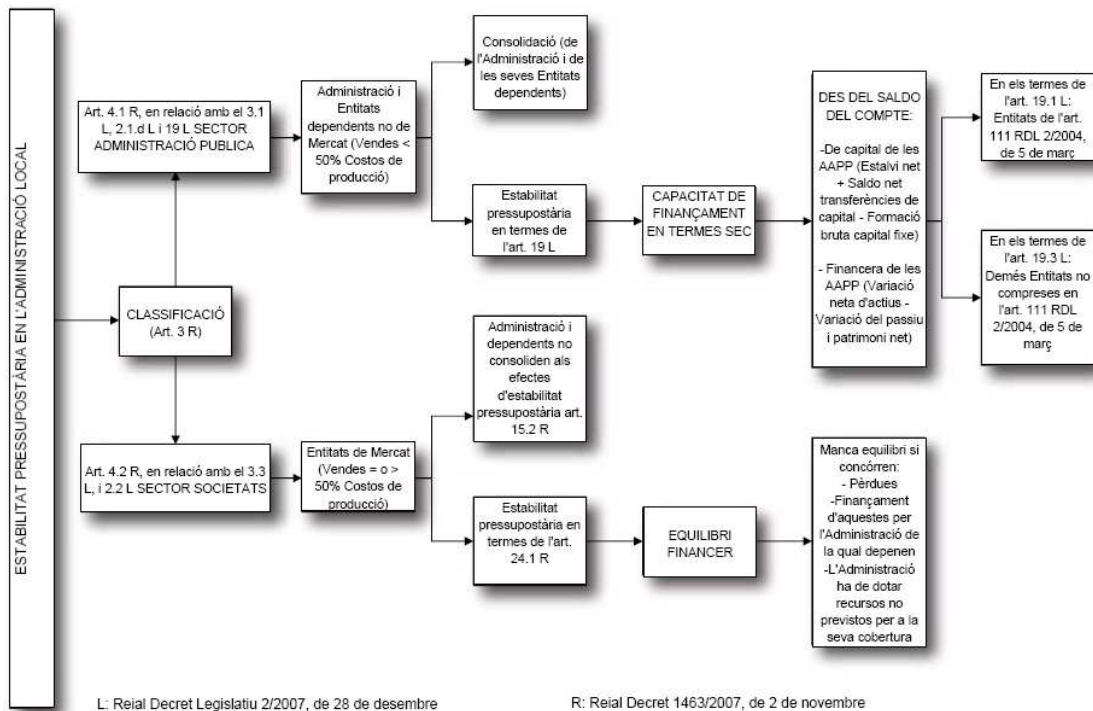 ESTABILITAT PRESSUPOSTÀRIA EN L'ADMINISTRACIÓ LOCAL
CLASSIFICACIÓ
(Art. 3 R)
Art. 4.1 R, en relació amb el 3.1
L, 2.1.d L i 19 L SECTOR
ADMINISTRACIÓ PUBLICA
Administració i
Entitats
dependents no de
Mercat (Vendes <
50% Costos de
producció)
Consolidació (de
l'Administració i de
les seves Entitats
dependents)
Estabilitat
pressupostària
en termes de
l'art. 19 L
CAPACITAT DE
FINANÇAMENT
EN TERMES SEC
DES DEL SALDO
DEL COMPTE:
-De capital de les
AAPP (Estalvi net
+ Saldo net
transferències de
capital - Formació
bruta capital fixe)
- Financera de les
AAPP (Variació
neta d'actius -
Variació del passiu
i patrimoni net)
En els termes de
l'art. 19.1 L:
Entitats de l'art.
111 RDL 2/2004,
de 5 de març
En els termes de
l'art. 19.3 L:
Demés Entitats no
compreses en
l'art. 111 RDL
2/2004, de 5 de
març
Art. 4.2 R, en relació amb el 3.3
L, i 2.2 L SECTOR SOCIETATS
Entitats de Mercat
(Vendes = o >
50% Costos de
producció)
Administració i
dependents no
consoliden als
efectes
d'estabilitat
pressupostària art.
15.2 R
Estabilitat
pressupostària en
termes de l'art.
24.1 R
EQUILIBRI
FINANCER
Manca equilibri si
concórren:
- Pèrdues
-Finançament
d'aquestes per
l'Administració de
la qual depenen
-L'Administració
ha de dotar
recursos no
previstos per a la
seva cobertura
L: Reial Decret Legislatiu 2/2007, de 28 de desembre
R: Reial Decret 1463/2007, de 2 de novembre